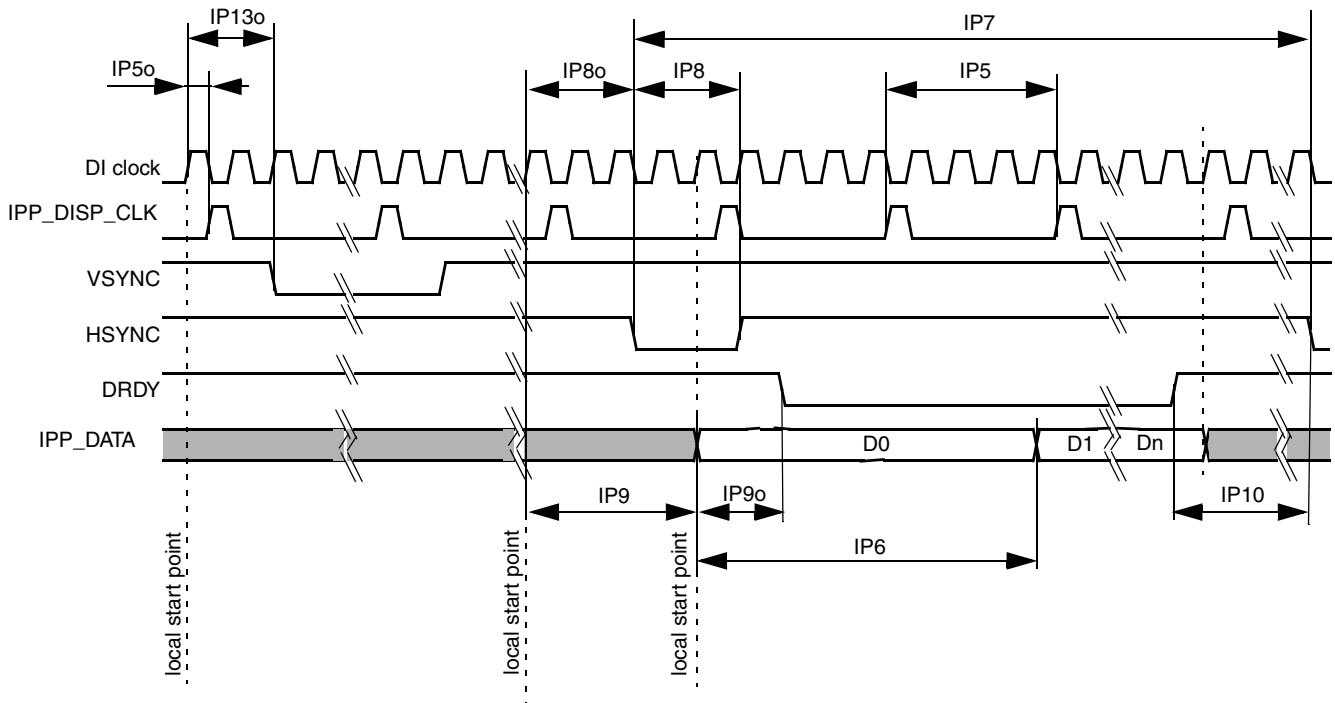 IP13o
IP7
IP5o
IP8o
IP8
IP5
DI clock
IPP_DISP_CLK
VSYNC
HSYNC
DRDY
IPP_DATA
D0
D1
Dn
IP9
IP9o
IP10
IP6
local start point
local start point
local start point